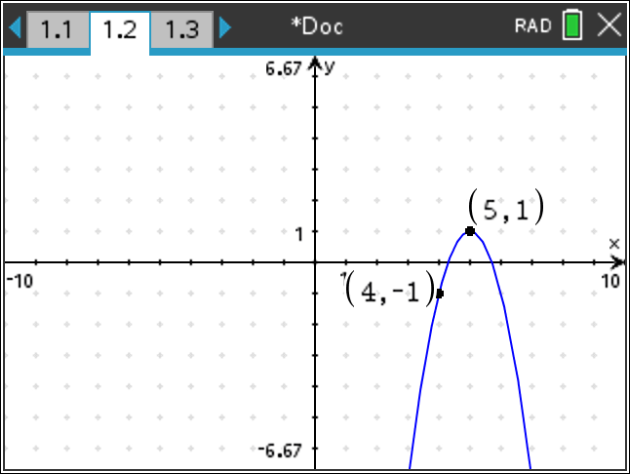 1.1 1.2 1.3 *Doc RAD
6.67 y
(5,1)
1
x
-10 1 10
(4,-1)
-6.67